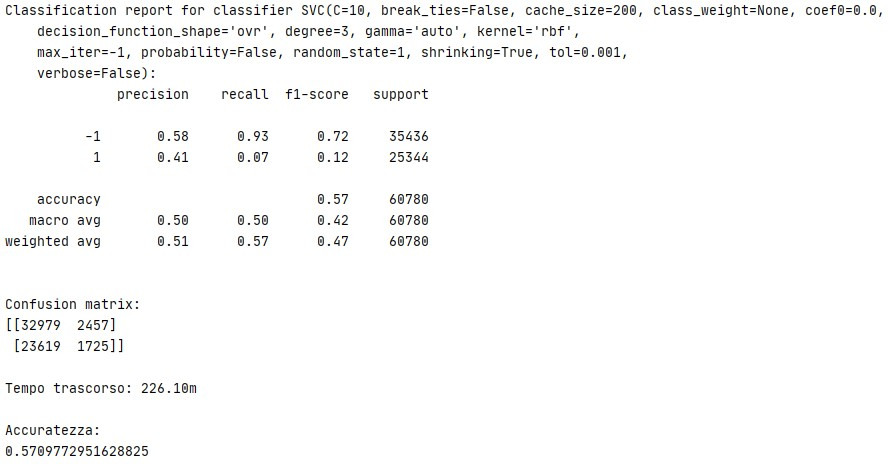 Classification report for classifier SVC(C=10, break_ties=False, cache_size=200, class_weight=None, coef0=0.0,
    decision_function_shape='ovr', degree=3, gamma='auto', kernel='rbf',
    max_iter=-1, probability=False, random_state=1, shrinking=True, tol=0.001,
    verbose=False):
              precision    recall  f1-score   support

          -1       0.58      0.93      0.72     35436
           1       0.41      0.07      0.12     25344

    accuracy                           0.57     60780
   macro avg       0.50      0.50      0.42     60780
weighted avg       0.51      0.57      0.47     60780


Confusion matrix:
[[32979  2457]
 [23619  1725]]

Tempo trascorso: 226.10m

Accuratezza:
0.5709772951628825